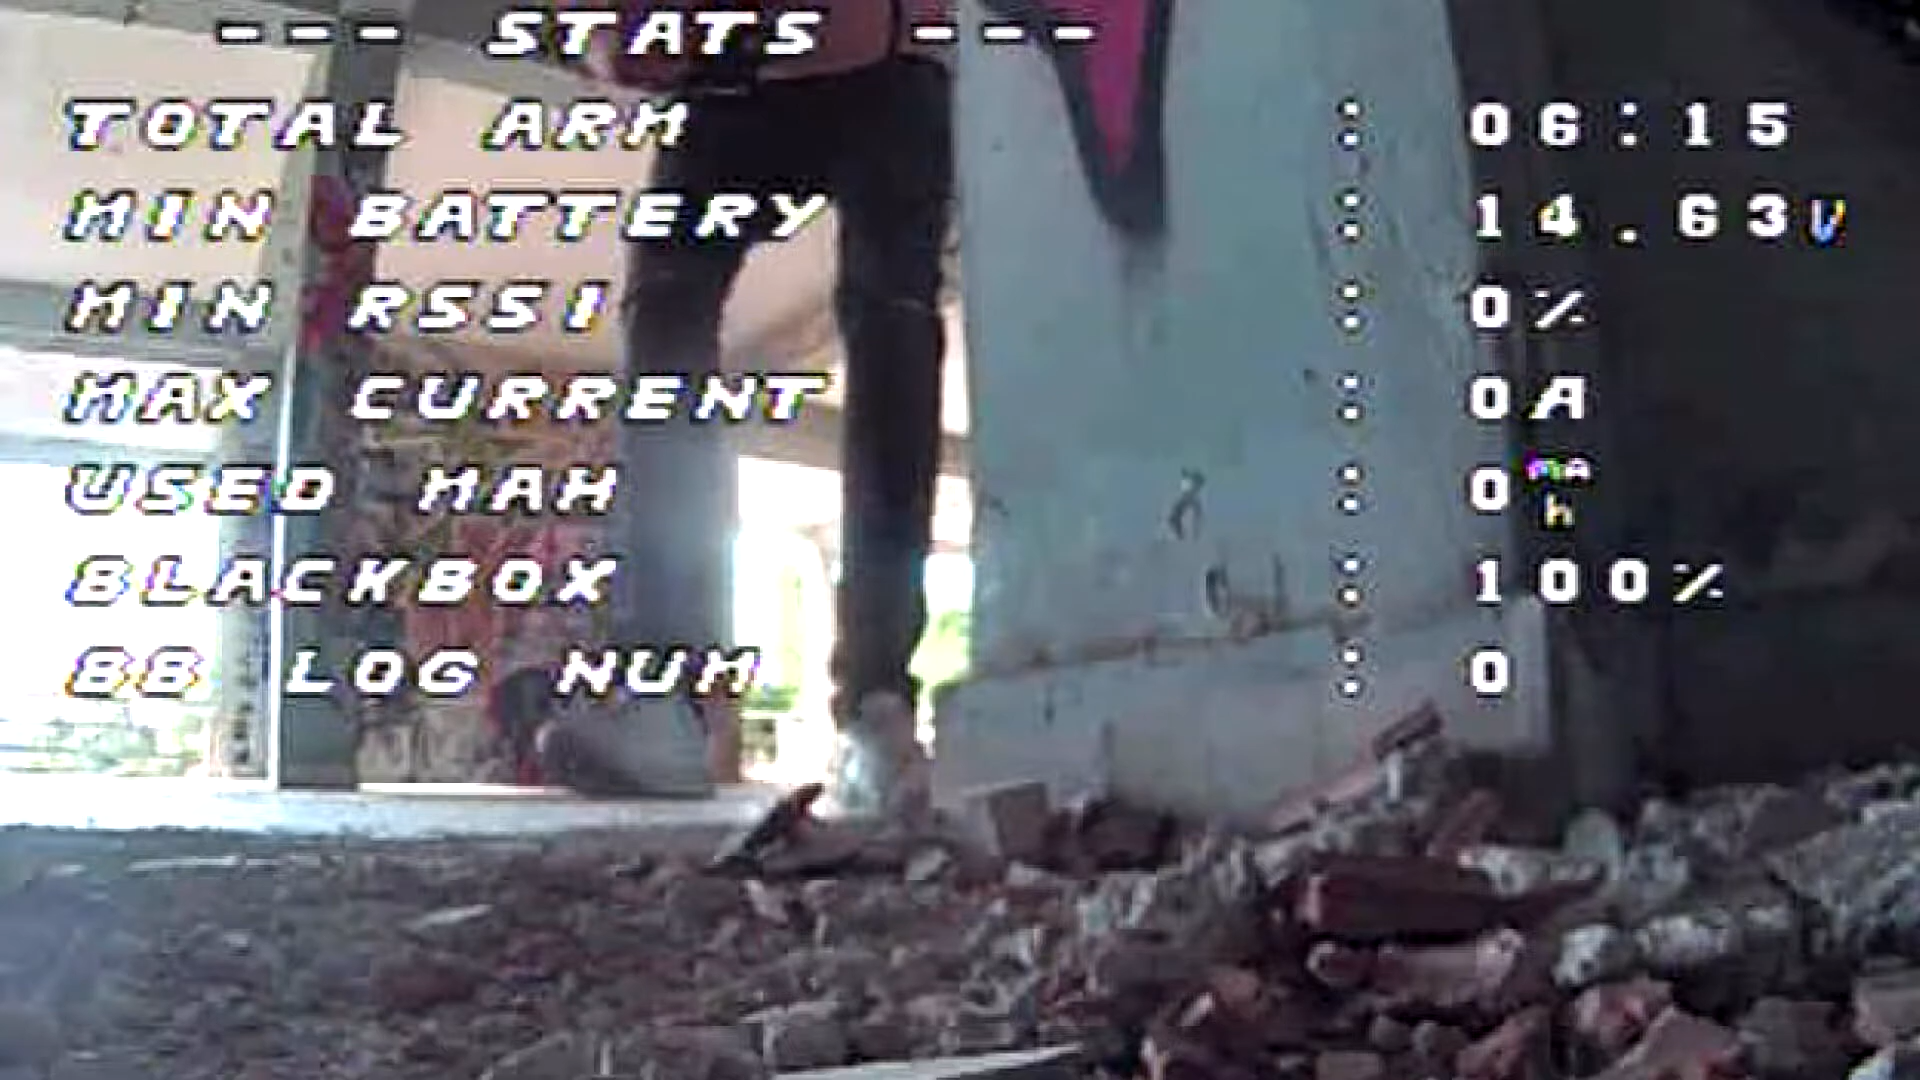 --- STATS ---
TOTAL ARM : 06:15
MIN BATTERY : 14.63V
MIN RSSI : 0%
MAX CURRENT : 0A
USED MAH : 0mAh
BLACKBOX : 100%
BB LOG NUM : 0